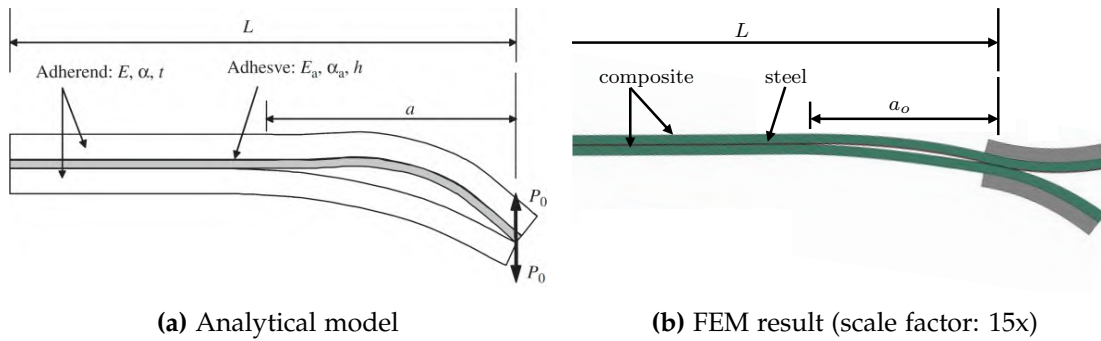 L
Adherend: E, α, t
Adhesve: Eₐ, αₐ, h
a
P₀
P₀
(a) Analytical model
L
composite
steel
aₒ
(b) FEM result (scale factor: 15x)